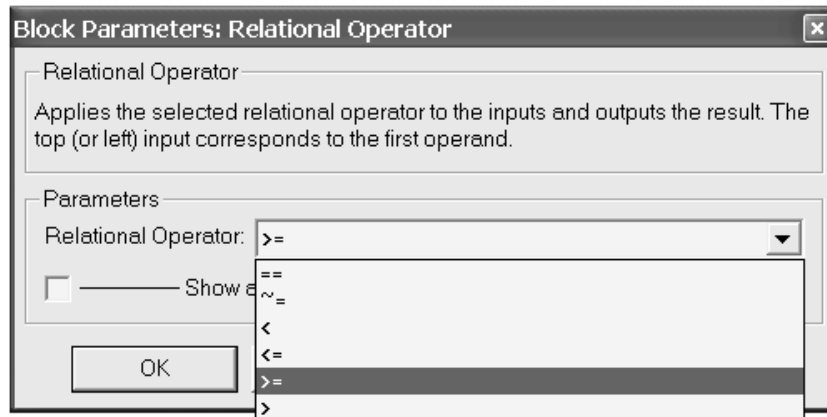 Block Parameters: Relational Operator
Relational Operator
Applies the selected relational operator to the inputs and outputs the result. The
top (or left) input corresponds to the first operand.
Parameters
Relational Operator: >=
==
Show
~=
<
<=
OK
>=
>